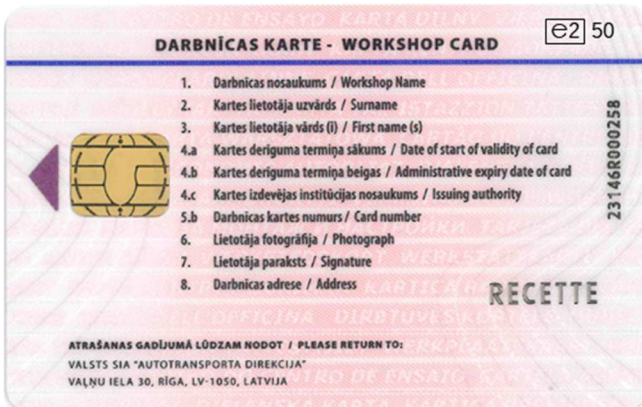 DARBNĪCAS KARTE - WORKSHOP CARD
e2 50
1. Darbnīcas nosaukums / Workshop Name
2. Kartes lietotāja uzvārds / Surname
3. Kartes lietotāja vārds (i) / First name (s)
4.a Kartes derīguma termiņa sākums / Date of start of validity of card
4.b Kartes derīguma termiņa beigas / Administrative expiry date of card
4.c Kartes izdevējas institūcijas nosaukums / Issuing authority
5.b Darbnīcas kartes numurs/ Card number
6. Lietotāja fotogrāfija / Photograph
7. Lietotāja paraksts / Signature
8. Darbnīcas adrese / Address
23146R000258
RECETTE
ATRAŠANAS GADĪJUMĀ LŪDZAM NODOT / PLEASE RETURN TO:
VALSTS SIA "AUTOTRANSPORTA DIREKCIJA"
VAĻŅU IELA 30, RĪGA, LV-1050, LATVIJA